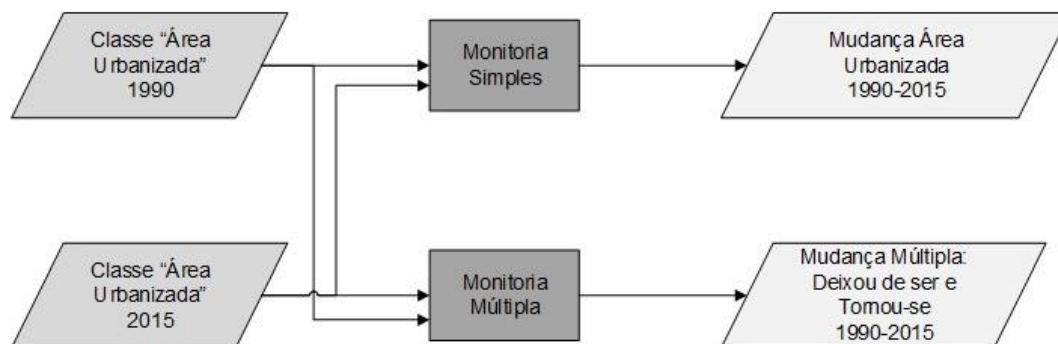 Classe “Área
Urbanizada”
1990
Monitoria
Simples
Mudança Área
Urbanizada
1990-2015
Classe “Área
Urbanizada”
2015
Monitoria
Múltipla
Mudança Múltipla:
Deixou de ser e
Tornou-se
1990-2015